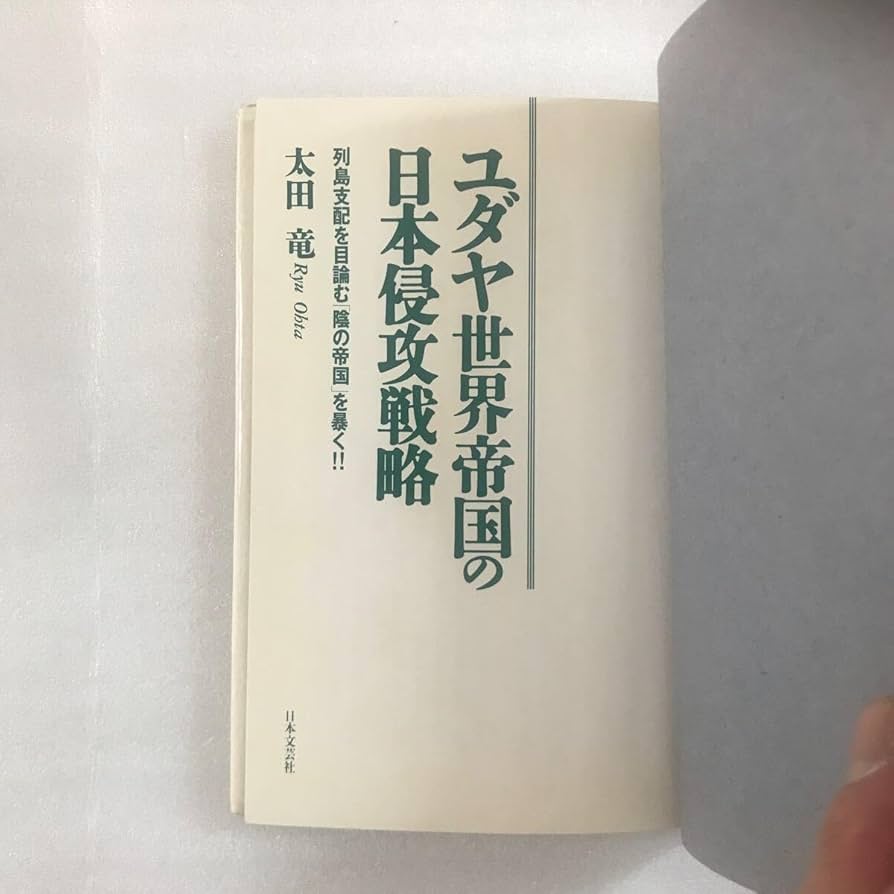 ユダヤ世界帝国の
日本侵攻戦略
列島支配を目論む「陰の帝国」を暴く!!
太田 竜 Ryu Ohta
日本文芸社